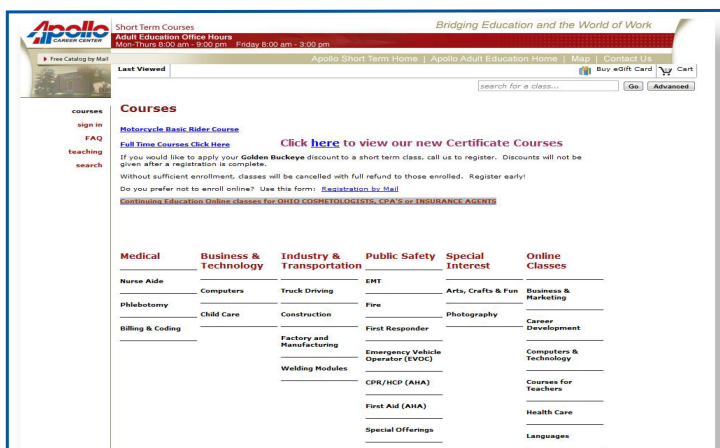 Apollo
CAREER CENTER
Short Term Courses
Bridging Education and the World of Work
Adult Education Office Hours
Mon-Thurs 8:00 am - 9:00 pm Friday 8:00 am - 3:00 pm
Free Catalog by Mail
Apollo Short Term Home | Apollo Adult Education Home | Map | Contact Us
Last Viewed
Buy eGift Card
Cart
search for a class...
Go
Advanced
courses
sign in
FAQ
teaching
search
Courses
Motorcycle Basic Rider Course
Full Time Courses Click Here
Click here to view our new Certificate Courses
If you would like to apply your Golden Buckeye discount to a short term class, call us to register. Discounts will not be
given after a registration is complete.
Without sufficient enrollment, classes will be cancelled with full refund to those enrolled. Register early!
Do you prefer not to enroll online? Use this form: Registration by Mail
Continuing Education Online classes for OHIO COSMETOLOGISTS, CPA'S or INSURANCE AGENTS
Medical
Nurse Aide
Phlebotomy
Billing & Coding
Business &
Technology
Computers
Child Care
Industry &
Transportation
Truck Driving
Construction
Factory and
Manufacturing
Welding Modules
Public Safety
EMT
Fire
First Responder
Emergency Vehicle
Operator (EVOC)
CPR/HCP (AHA)
First Aid (AHA)
Special Offerings
Special
Interest
Arts, Crafts & Fun
Photography
Online
Classes
Business &
Marketing
Career
Development
Computers &
Technology
Courses for
Teachers
Health Care
Languages